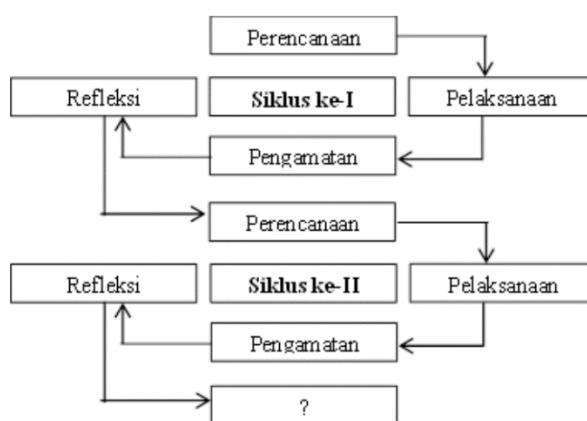 Perencanaan
Refleksi
Siklus ke-I
Pelaksanaan
Pengamatan
Perencanaan
Refleksi
Siklus ke-II
Pelaksanaan
Pengamatan
?